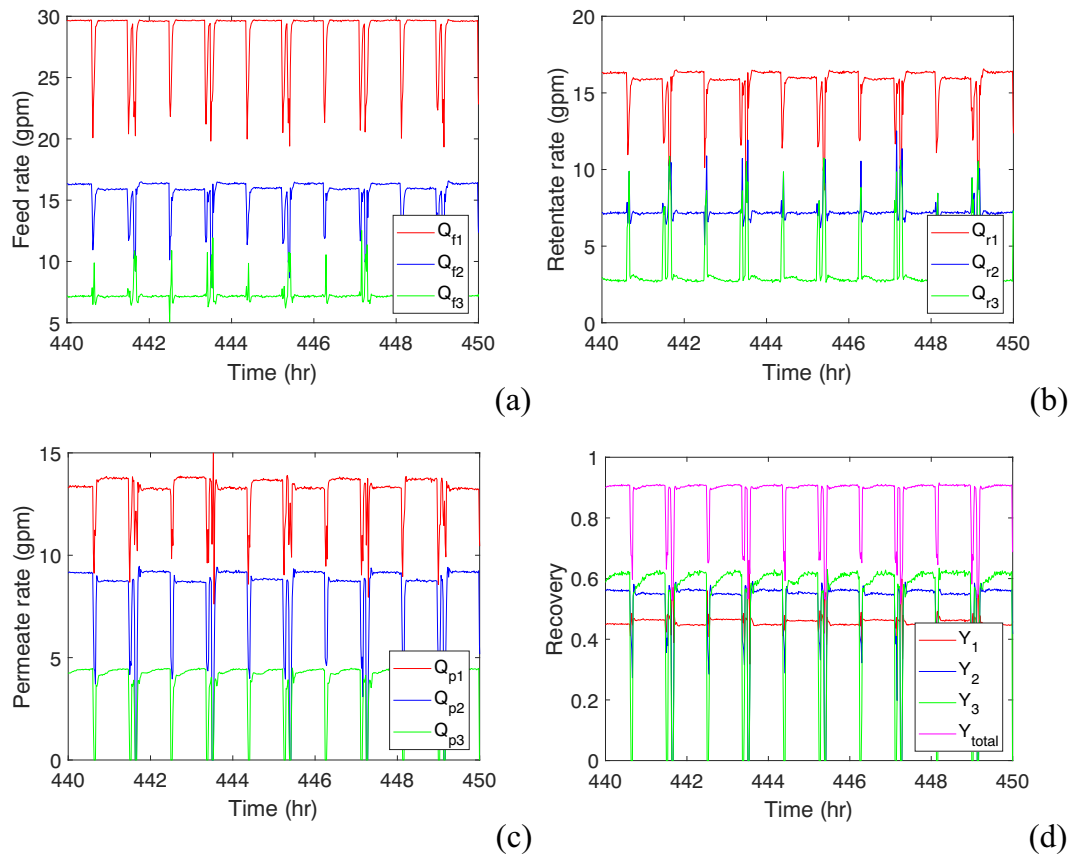 30
25
20
15
10
5
Feed rate (gpm)
Q_f1
Q_f2
Q_f3
440 442 444 446 448 450
Time (hr)
(a)
20
15
10
5
0
Retentate rate (gpm)
Q_r1
Q_r2
Q_r3
440 442 444 446 448 450
Time (hr)
(b)
15
10
5
0
Permeate rate (gpm)
Q_p1
Q_p2
Q_p3
440 442 444 446 448 450
Time (hr)
(c)
1
0.8
0.6
0.4
0.2
0
Recovery
Y_1
Y_2
Y_3
Y_total
440 442 444 446 448 450
Time (hr)
(d)